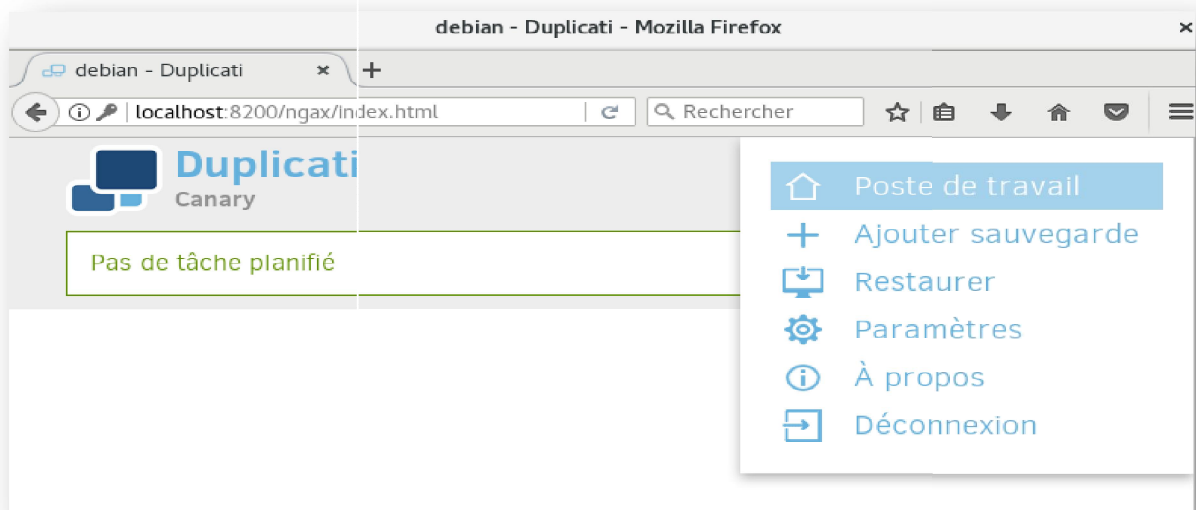 debian - Duplicati - Mozilla Firefox
debian - Duplicati
localhost:8200/ngax/index.html
Rechercher
Duplicati
Canary
Pas de tâche planifié
Poste de travail
Ajouter sauvegarde
Restaurer
Paramètres
À propos
Déconnexion